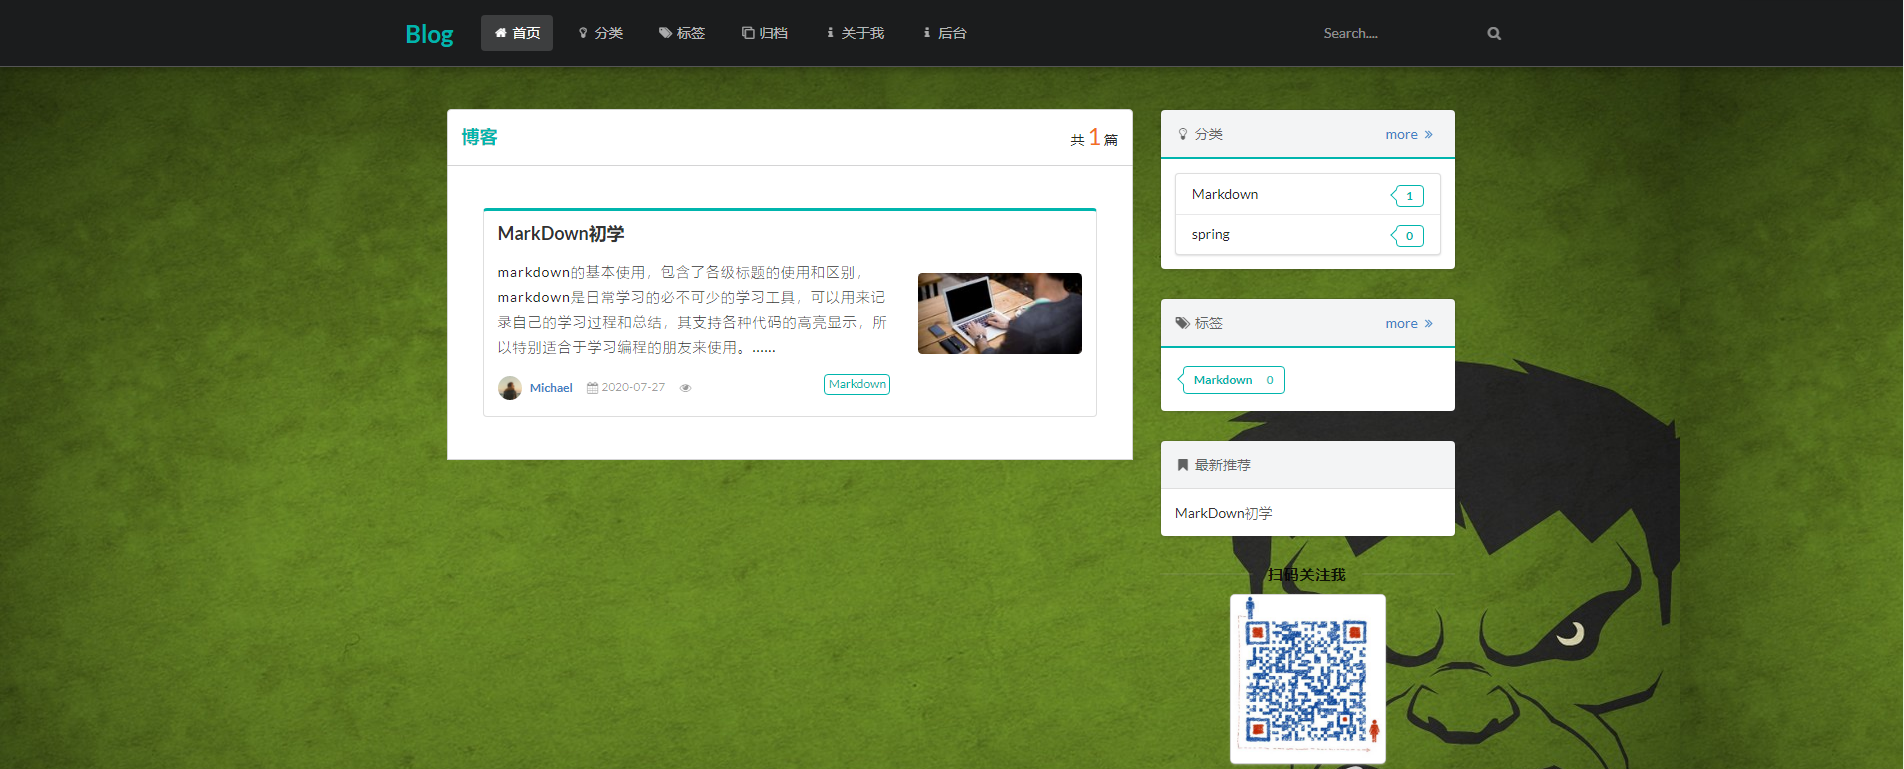 Blog 首页 分类 标签 归档 关于我 后台 Search....
博客 共 1 篇
MarkDown初学
markdown的基本使用，包含了各级标题的使用和区别，
markdown是日常学习的必不可少的学习工具，可以用来记
录自己的学习过程和总结，其支持各种代码的高亮显示，所
以特别适合于学习编程的朋友来使用。......
Michael 2020-07-27 Markdown
分类 more »
Markdown 1
spring 0
标签 more »
Markdown 0
最新推荐
MarkDown初学
扫码关注我